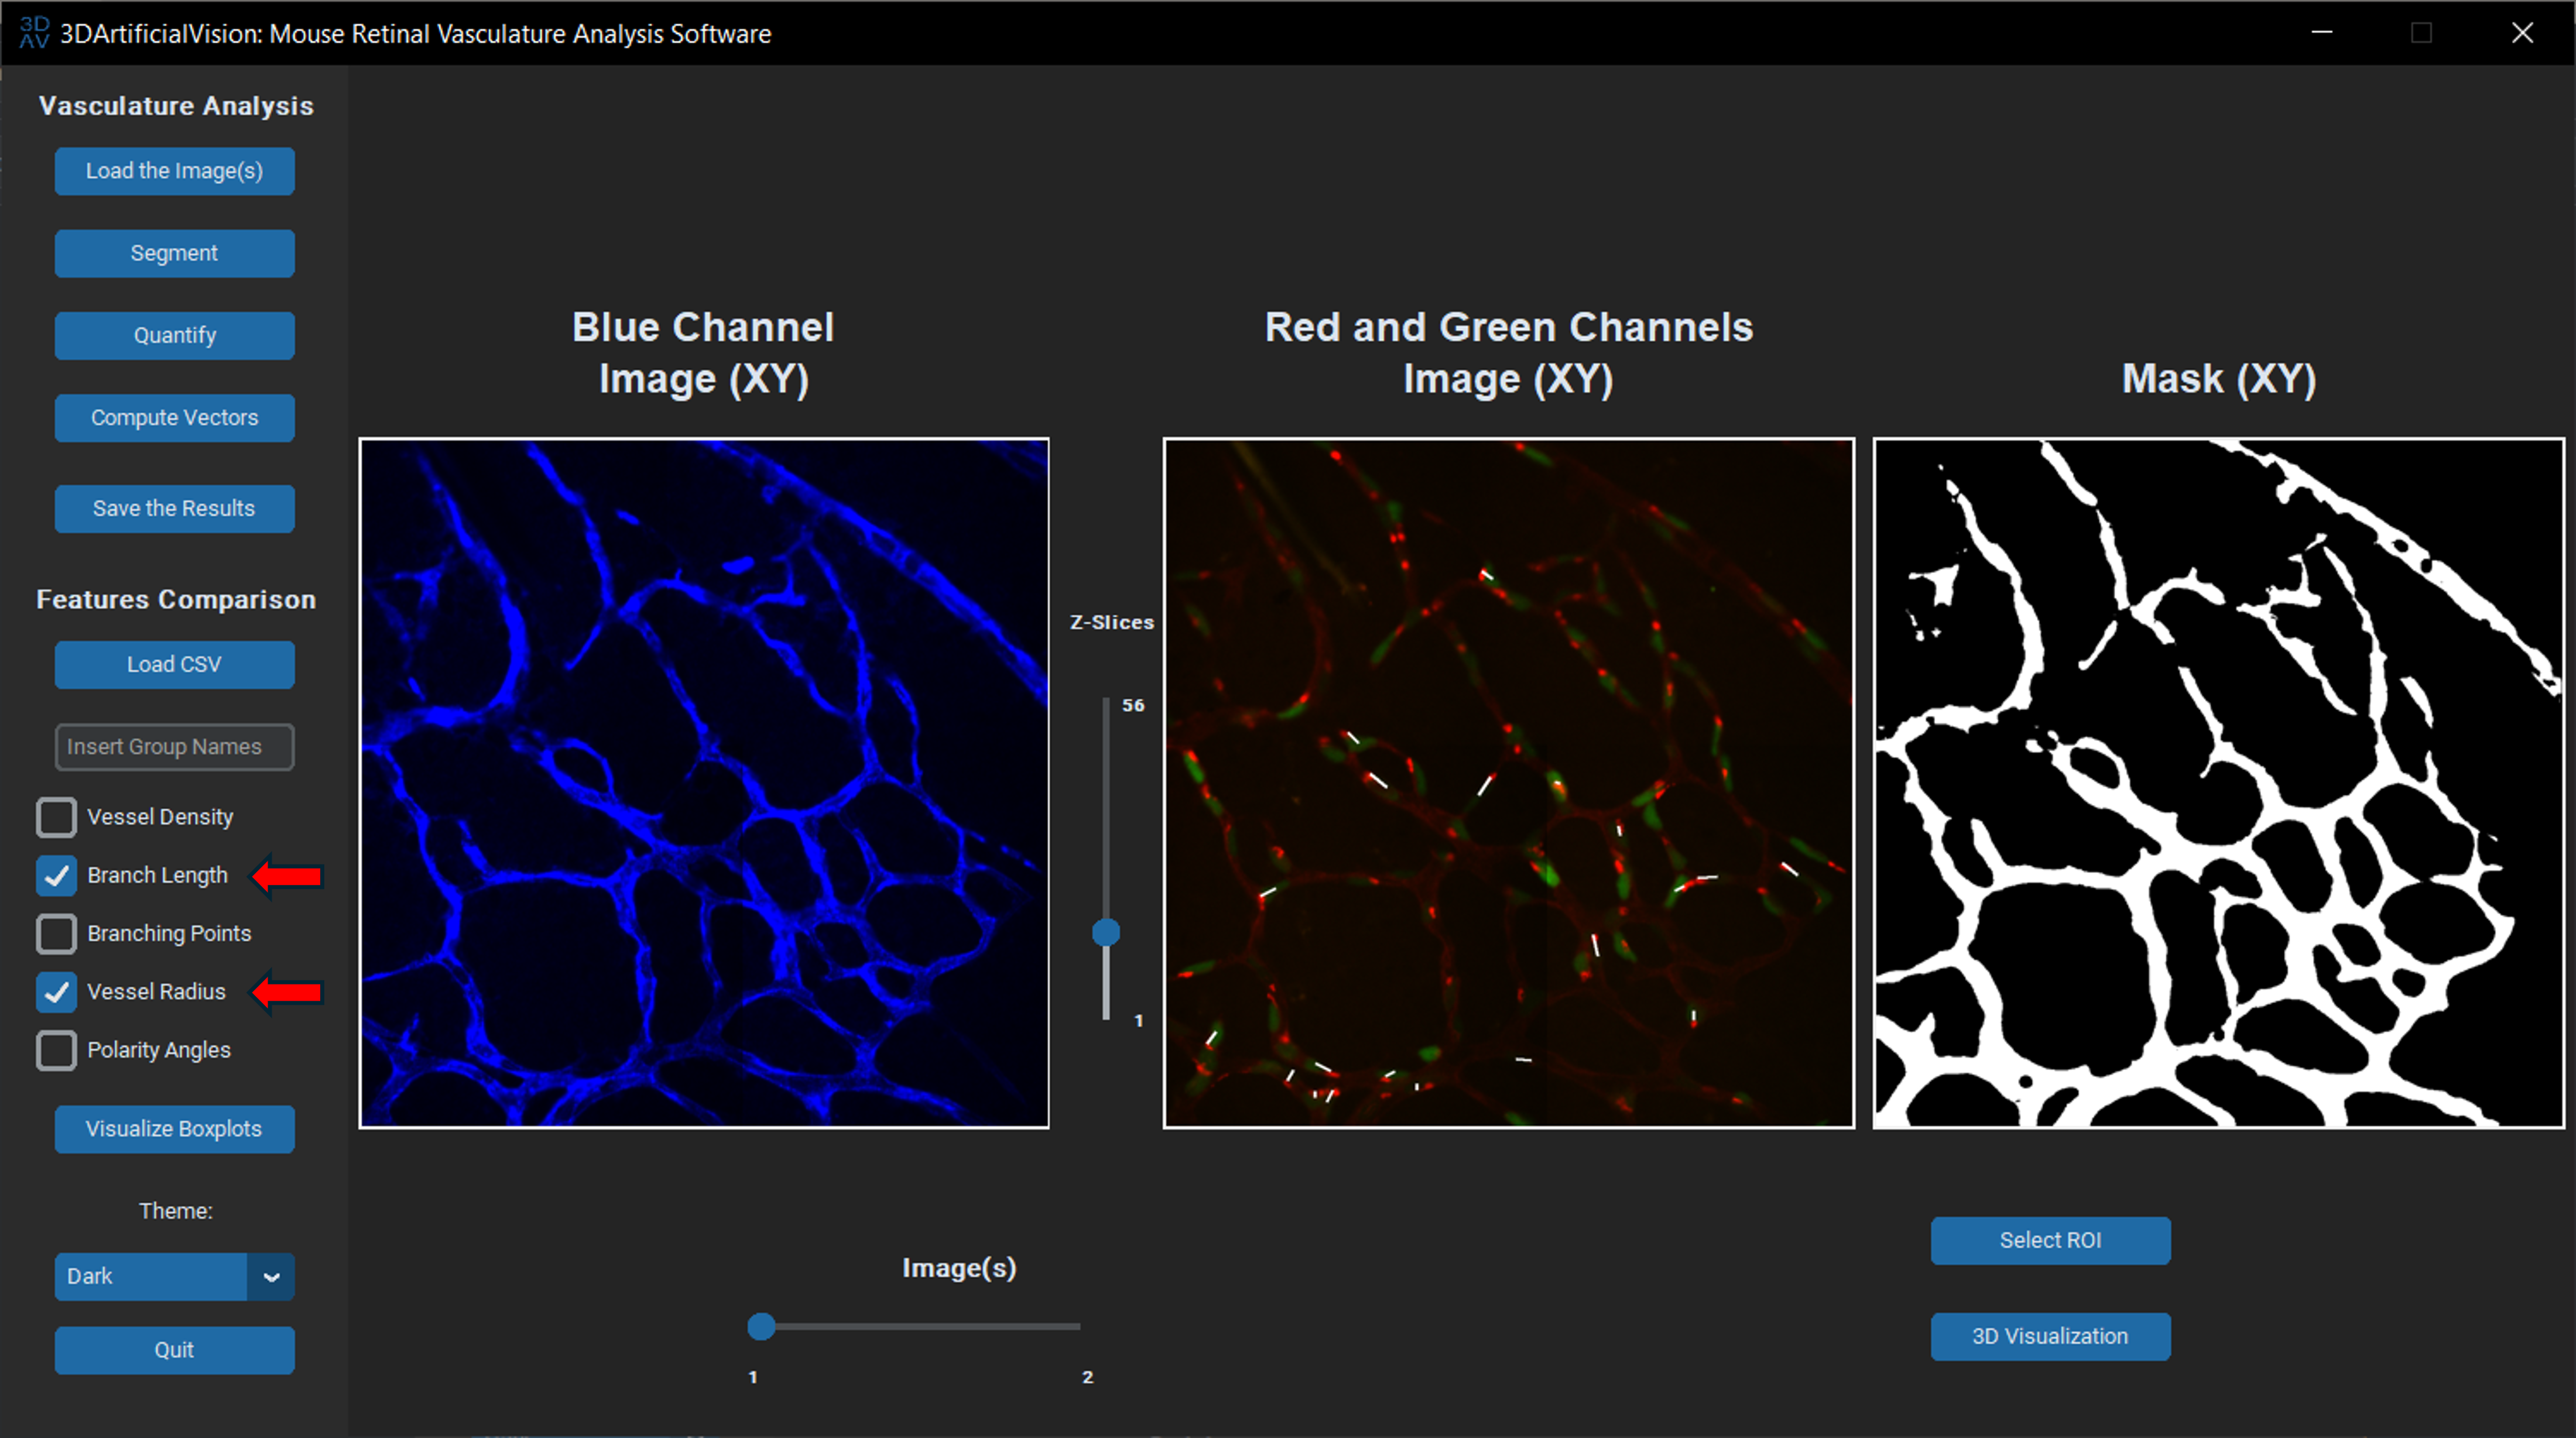 3D
AV
3DArtificialVision: Mouse Retinal Vasculature Analysis Software
Vasculature Analysis
Load the Image(s)
Segment
Quantify
Compute Vectors
Save the Results
Features Comparison
Load CSV
Insert Group Names
Vessel Density
Branch Length
Branching Points
Vessel Radius
Polarity Angles
Visualize Boxplots
Theme:
Dark
Quit
Blue Channel
Image (XY)
Z-Slices
56
1
Red and Green Channels
Image (XY)
Mask (XY)
Image(s)
1
2
Select ROI
3D Visualization